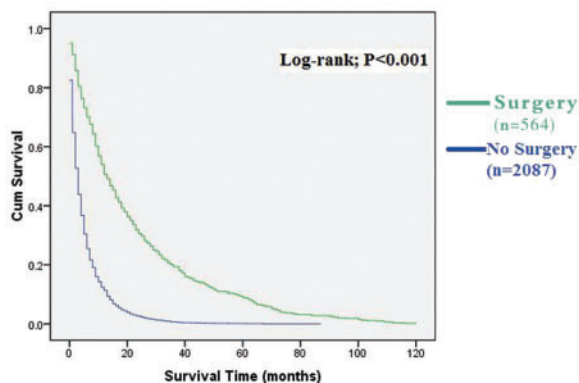 1.0
0.8
0.6
0.4
0.2
0.0
Cum Survival
Log-rank; P<0.001
0
20
40
60
80
100
120
Survival Time (months)
Surgery
(n=564)
No Surgery
(n=2087)